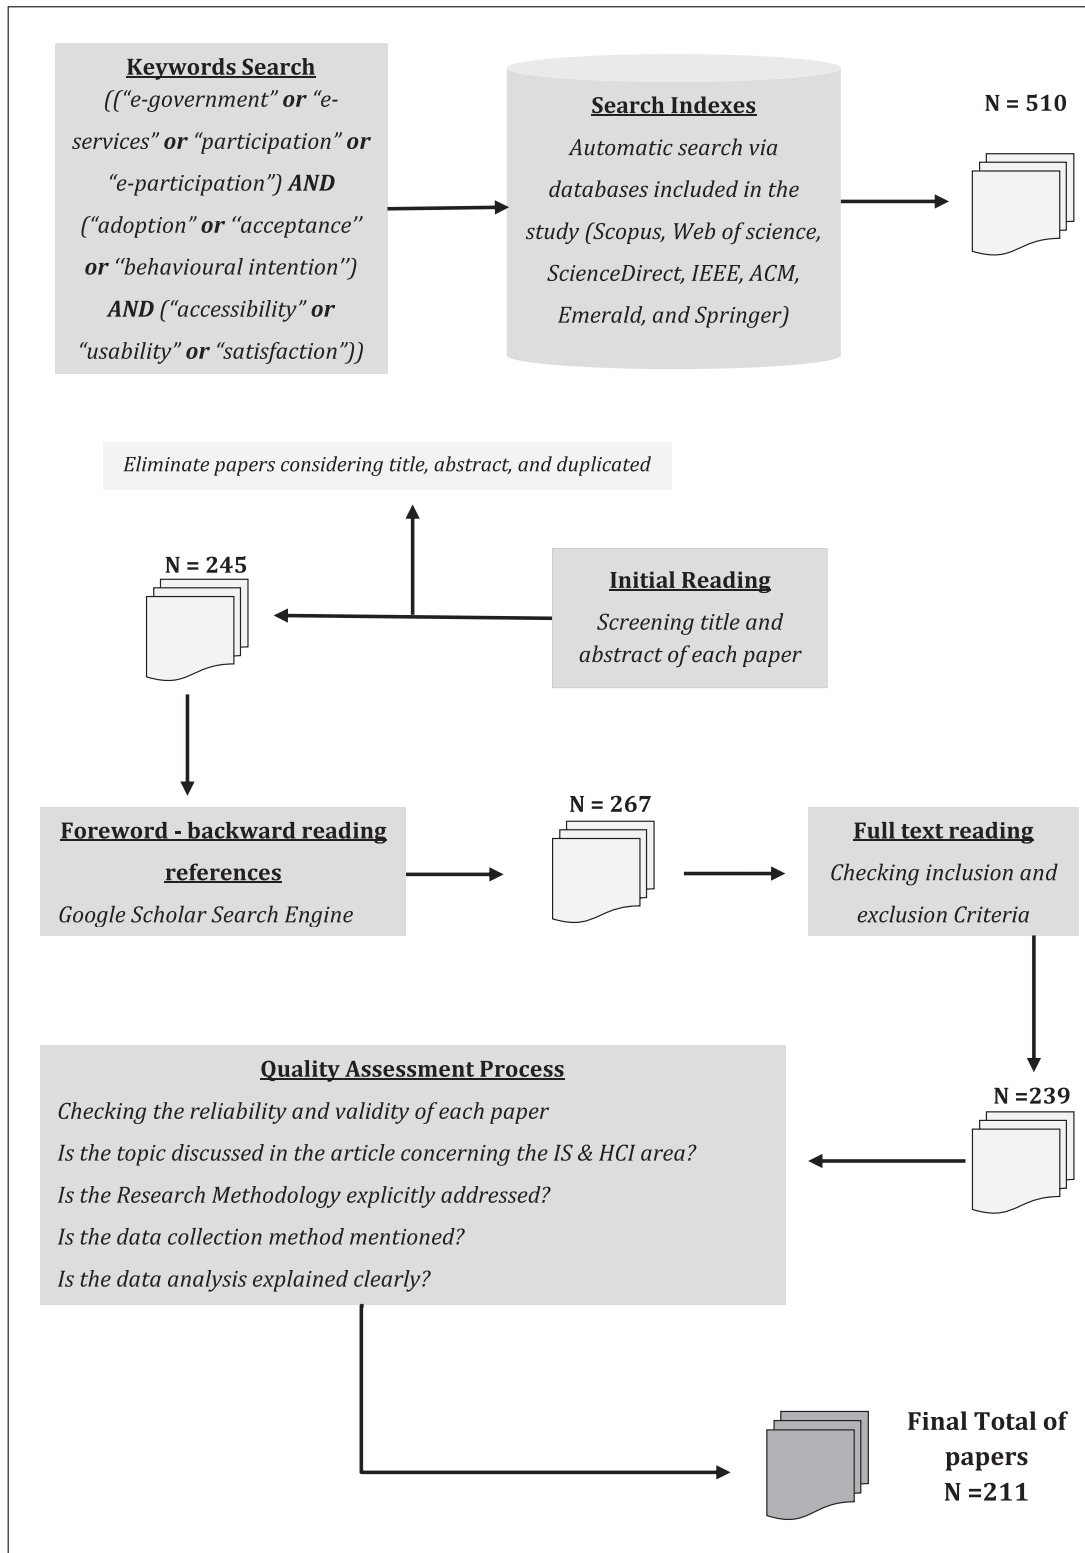 Keywords Search
((“e-government” or “e-
services” or “participation” or
“e-participation”) AND
(“adoption” or ‘‘acceptance’’
or ‘‘behavioural intention’’)
AND (“accessibility” or
“usability” or “satisfaction”))
Search Indexes
Automatic search via
databases included in the
study (Scopus, Web of science,
ScienceDirect, IEEE, ACM,
Emerald, and Springer)
N = 510
Eliminate papers considering title, abstract, and duplicated
N = 245
Initial Reading
Screening title and
abstract of each paper
Foreword - backward reading
references
Google Scholar Search Engine
N = 267
Full text reading
Checking inclusion and
exclusion Criteria
N =239
Quality Assessment Process
Checking the reliability and validity of each paper
Is the topic discussed in the article concerning the IS & HCI area?
Is the Research Methodology explicitly addressed?
Is the data collection method mentioned?
Is the data analysis explained clearly?
Final Total of
papers
N =211